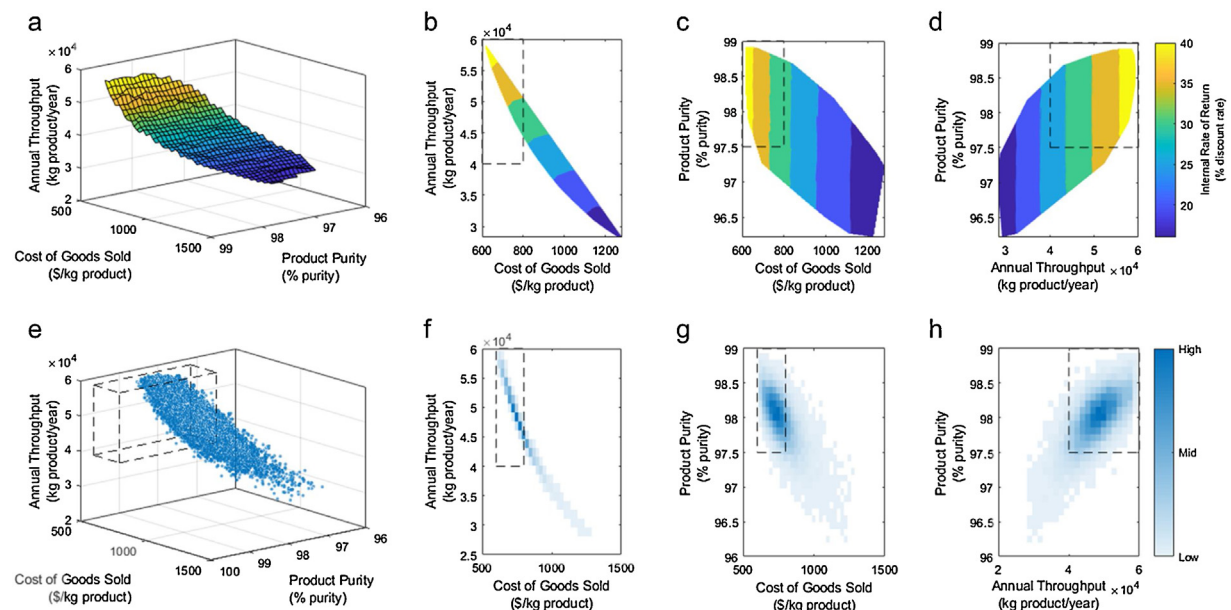 a
× 10⁴
6
5
4
3
2
500
1000
1500
99
98
97
96
Annual Throughput
(kg product/year)
Cost of Goods Sold
($/kg product)
Product Purity
(% purity)
b
× 10⁴
6
5.5
5
4.5
4
3.5
3
600
800
1000
1200
Annual Throughput
(kg product/year)
Cost of Goods Sold
($/kg product)
c
99
98.5
98
97.5
97
96.5
600
800
1000
1200
Product Purity
(% purity)
Cost of Goods Sold
($/kg product)
d
99
98.5
98
97.5
97
96.5
3
4
5
6
× 10⁴
Product Purity
(% purity)
Annual Throughput
(kg product/year)
40
35
30
25
20
Internal Rate of Return
(% discount rate)
e
× 10⁴
6
5
4
3
2
500
1000
1500
100
99
98
97
96
Annual Throughput
(kg product/year)
Cost of Goods Sold
($/kg product)
Product Purity
(% purity)
f
× 10⁴
6
5.5
5
4.5
4
3.5
3
2.5
500
1000
1500
Annual Throughput
(kg product/year)
Cost of Goods Sold
($/kg product)
g
99
98.5
98
97.5
97
96.5
96
500
1000
1500
Product Purity
(% purity)
Cost of Goods Sold
($/kg product)
h
99
98.5
98
97.5
97
96.5
96
2
4
6
× 10⁴
Product Purity
(% purity)
Annual Throughput
(kg product/year)
High
Mid
Low